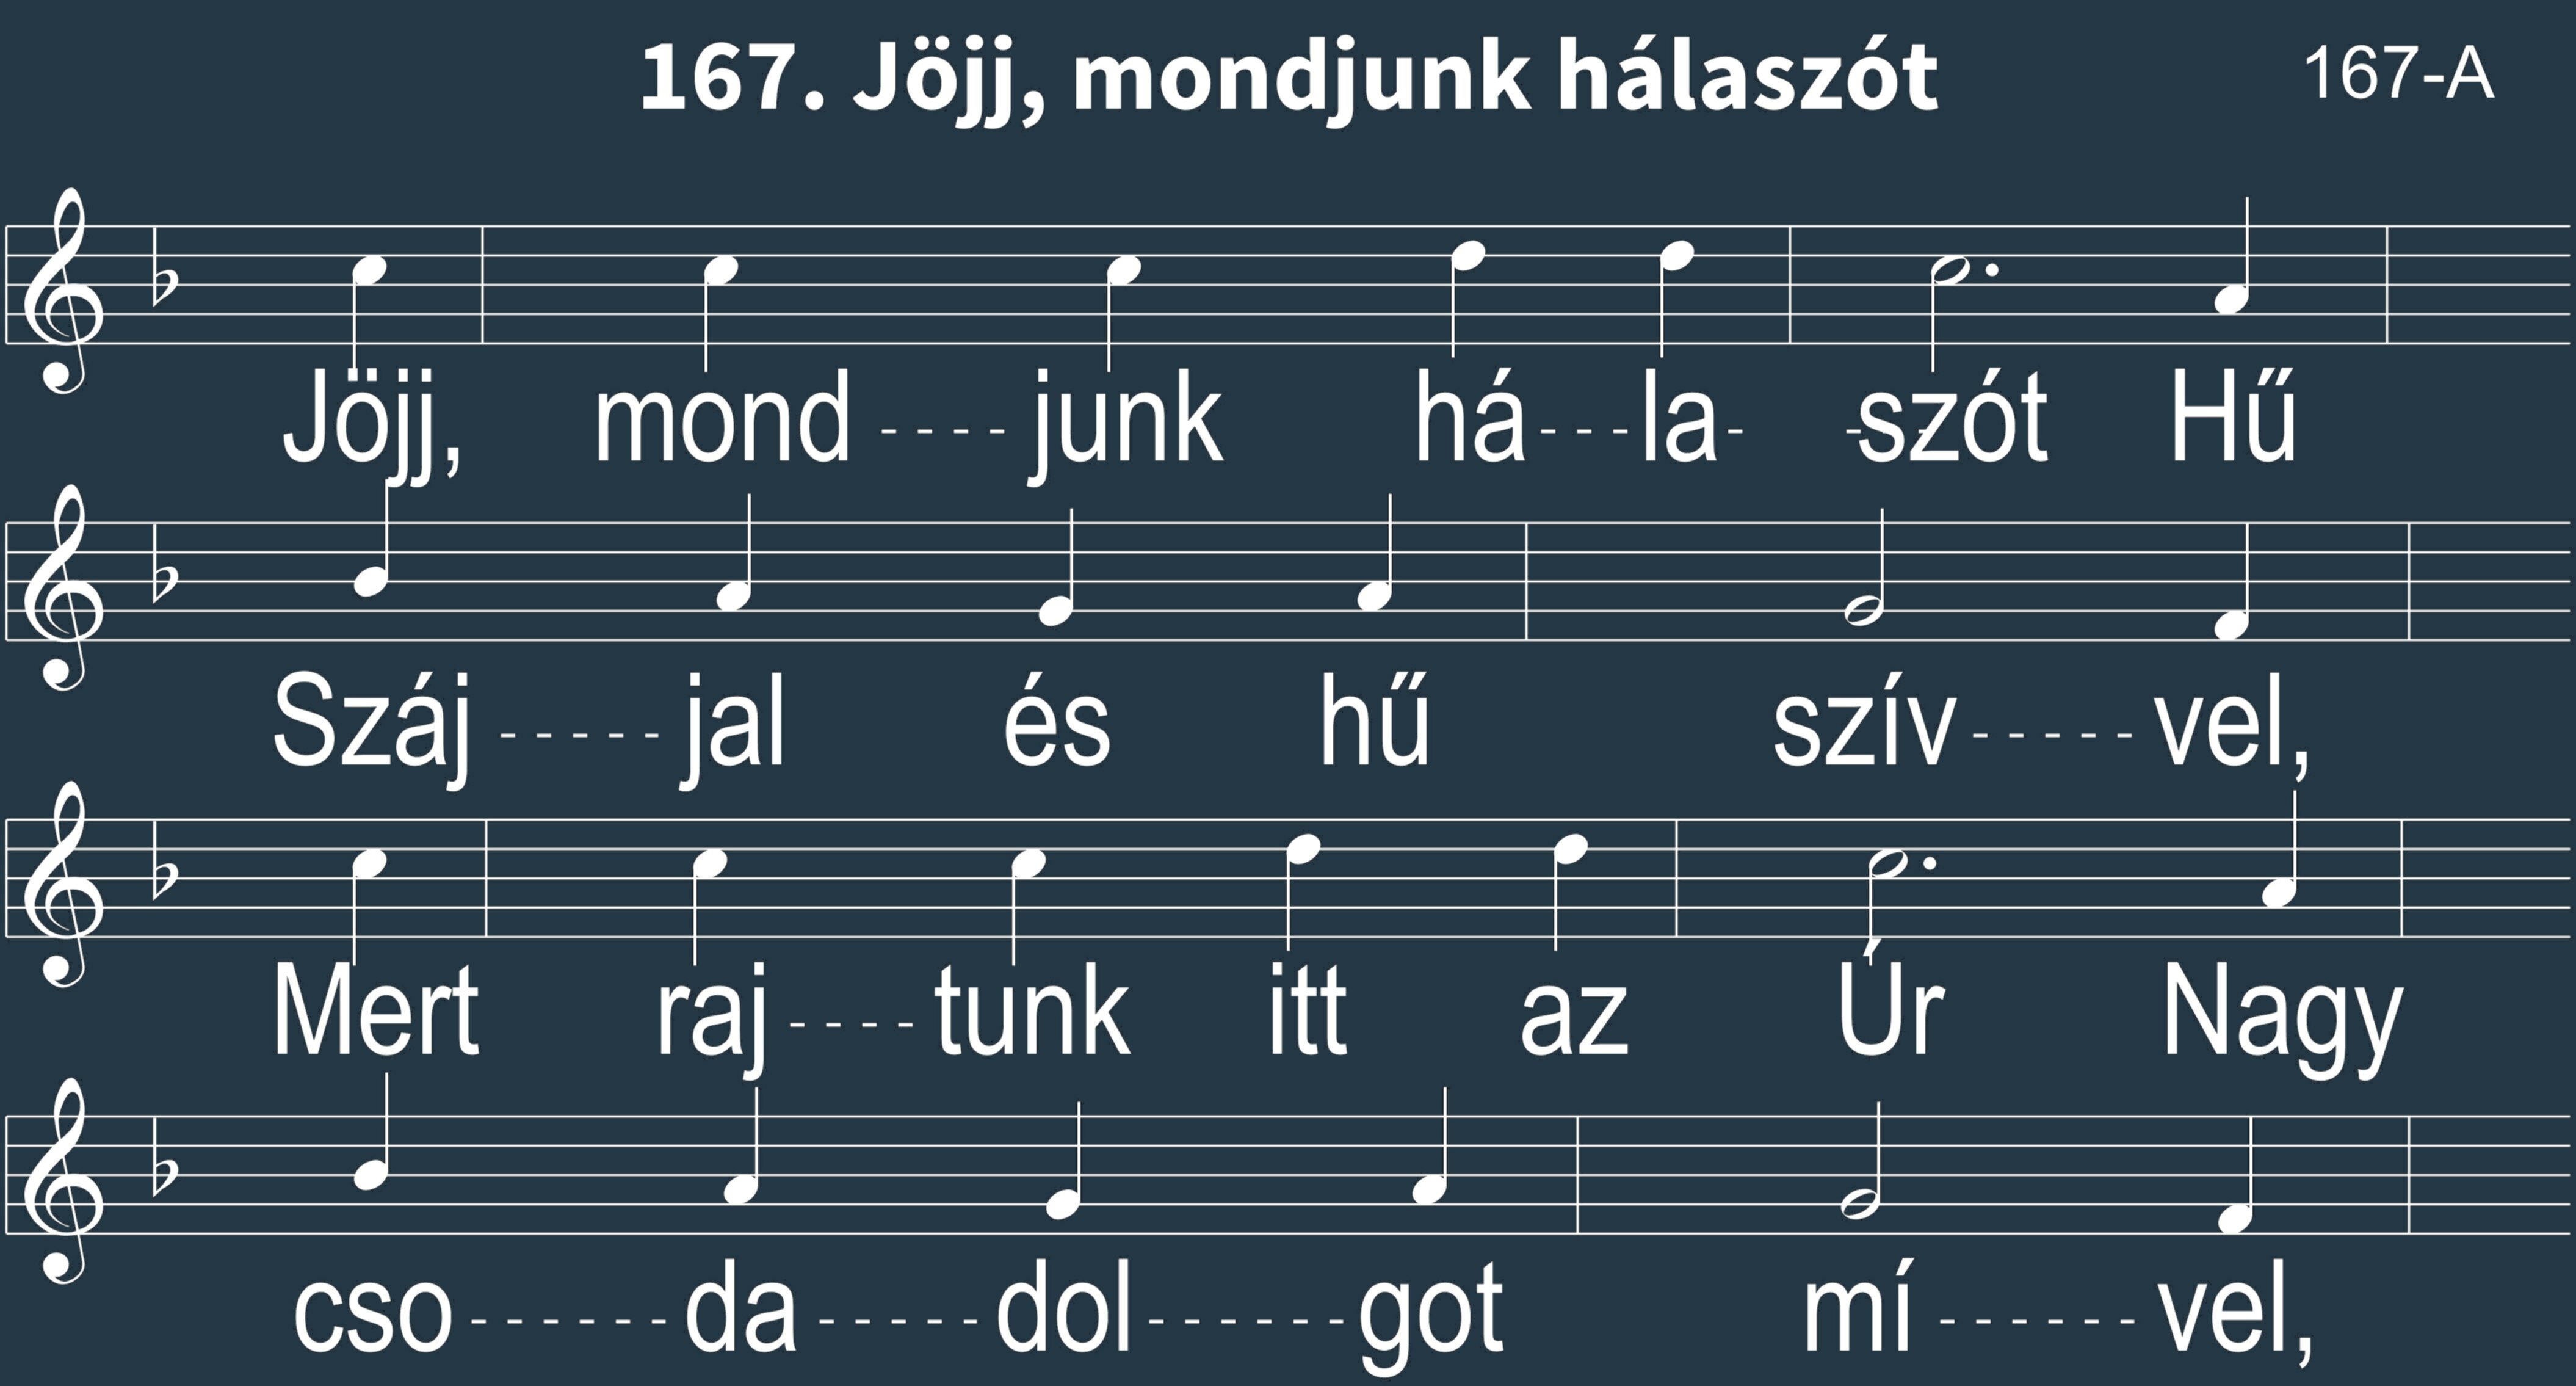 167. Jöjj, mondjunk hálaszót 167-A
Jöjj, mond - - - - junk há - - - la - - szót Hű
Száj - - - - - jal és hű szív - - - - - vel,
Mert raj - - - - tunk itt az Úr Nagy
cso - - - - - - da - - - - - dol - - - - - - got mí - - - - - - vel,